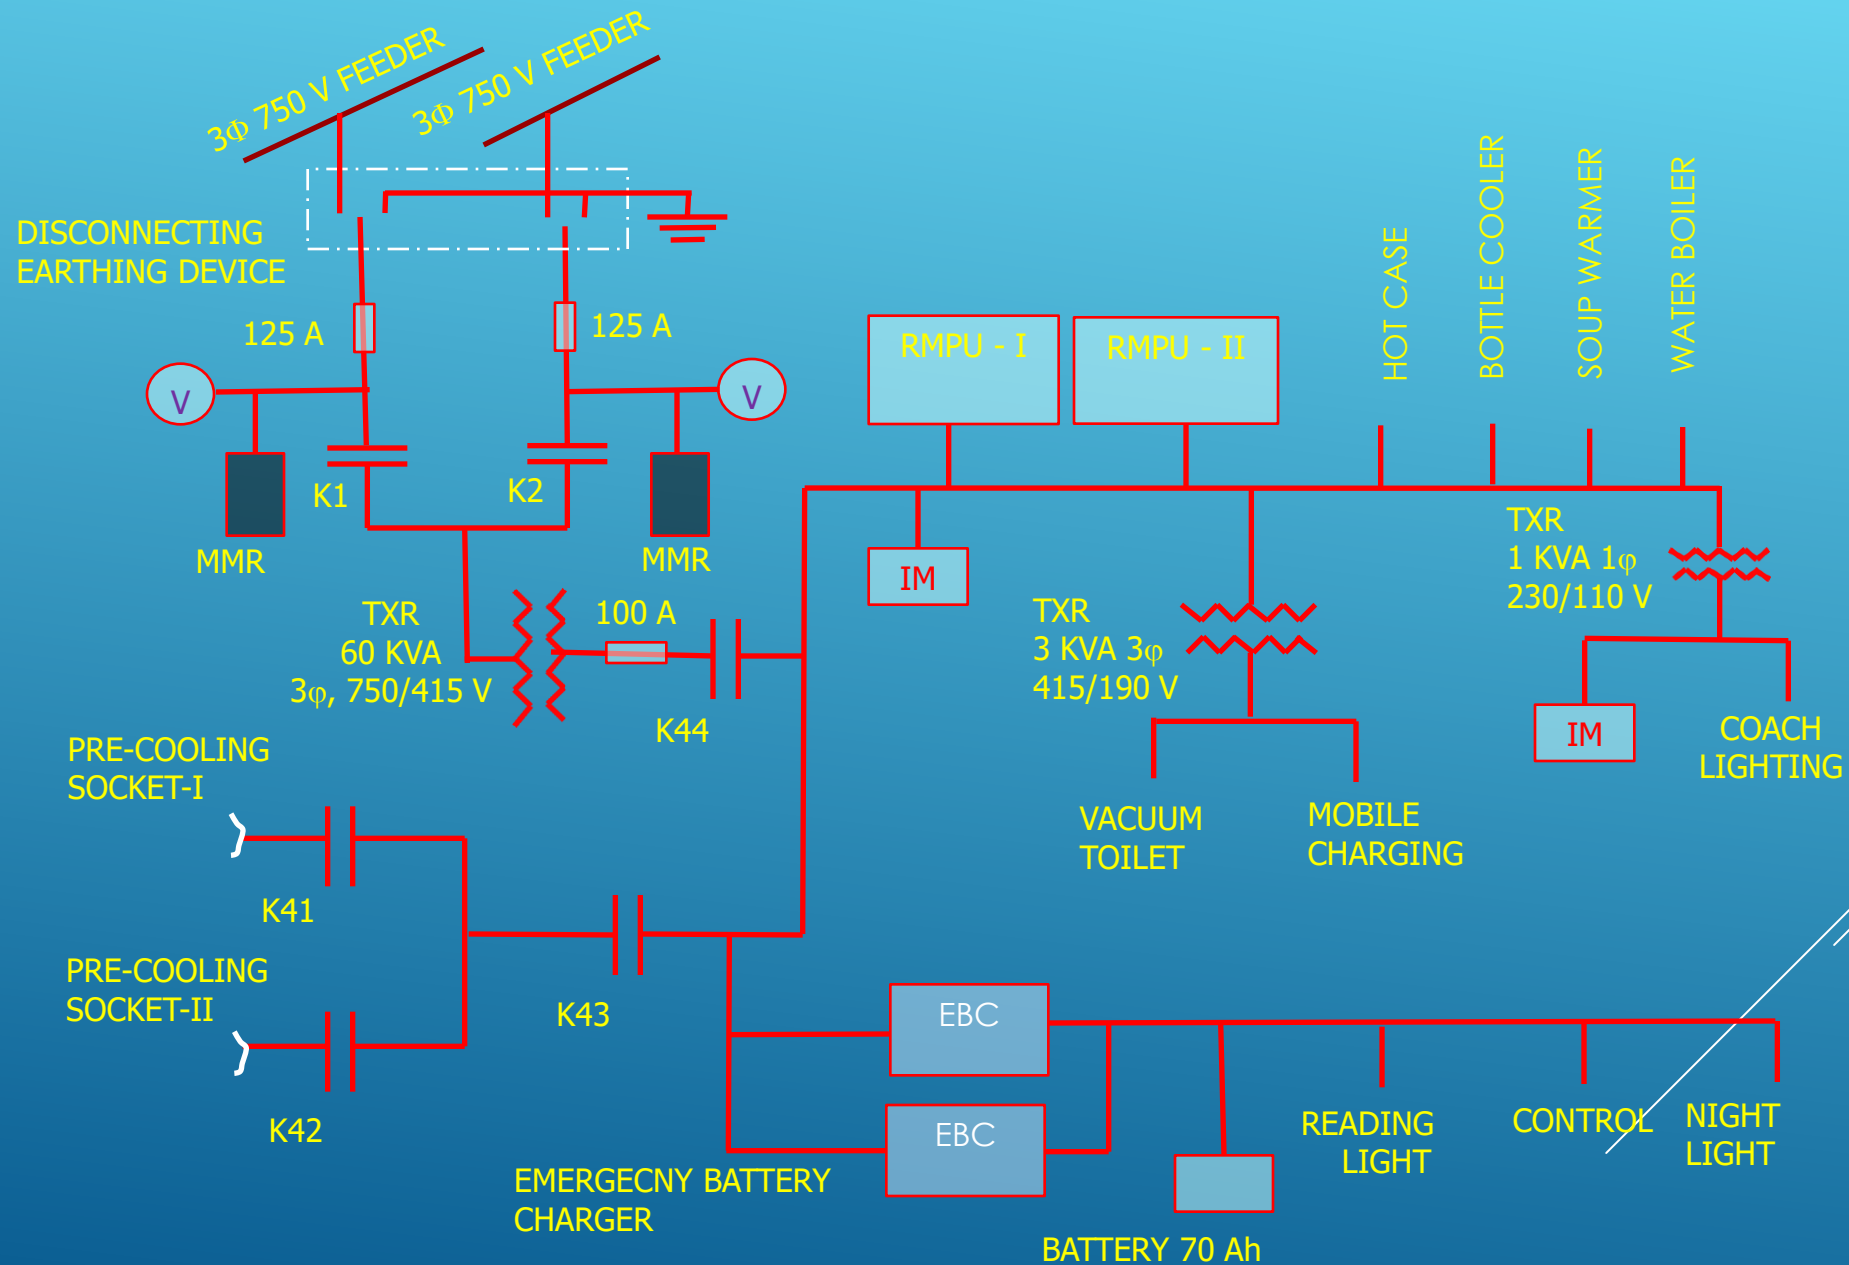 3Φ 750 V FEEDER
3Φ 750 V FEEDER
DISCONNECTING
EARTHING DEVICE
125 A
125 A
V
V
K1
K2
MMR
MMR
TXR
60 KVA
3φ, 750/415 V
100 A
K44
RMPU - I
RMPU - II
HOT CASE
BOTTLE COOLER
SOUP WARMER
WATER BOILER
IM
TXR
3 KVA 3φ
415/190 V
TXR
1 KVA 1φ
230/110 V
IM
COACH
LIGHTING
VACUUM
TOILET
MOBILE
CHARGING
PRE-COOLING
SOCKET-I
K41
PRE-COOLING
SOCKET-II
K42
K43
EBC
EBC
EMERGECNY BATTERY
CHARGER
BATTERY 70 Ah
READING
LIGHT
CONTROL
NIGHT
LIGHT